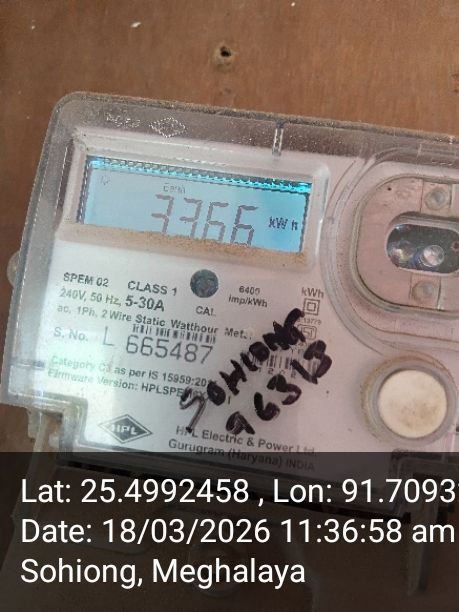 3366 kWh
SPEM 02 CLASS 1 6400 imp/kWh kWh
240V, 50 Hz, 5-30A CAL
ac, 1Ph, 2 Wire Static Watthour
S. No. L 665487
Category C3 as per IS 15959:
Firmware Version: HPLSPE
SOHIONG
HPL
HPL Electric & Power Ltd
Gurugram (Haryana) INDIA
Lat: 25.4992458 , Lon: 91.7093
Date: 18/03/2026 11:36:58 am
Sohiong, Meghalaya